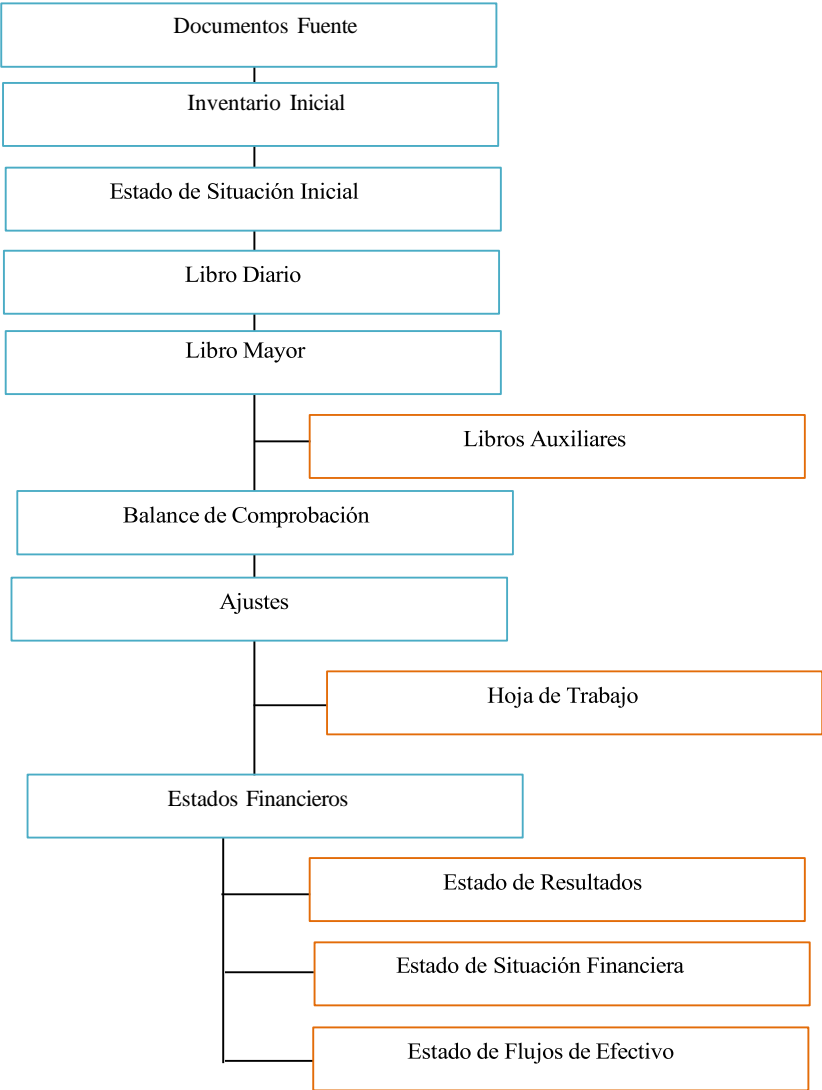 Documentos Fuente
Inventario Inicial
Estado de Situación Inicial
Libro Diario
Libro Mayor
Libros Auxiliares
Balance de Comprobación
Ajustes
Hoja de Trabajo
Estados Financieros
Estado de Resultados
Estado de Situación Financiera
Estado de Flujos de Efectivo